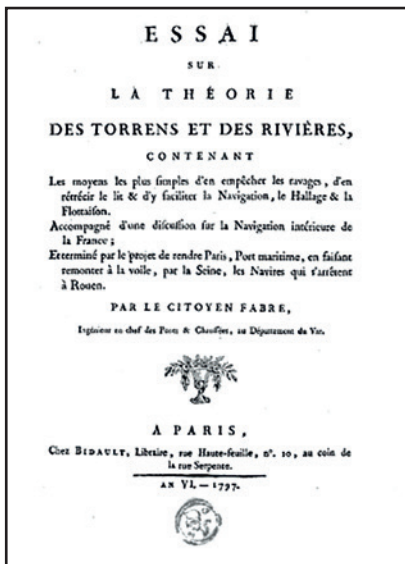 ESSAI
SUR
LA THÉORIE
DES TORRENS ET DES RIVIÈRES,
CONTENANT
Les moyens les plus simples d'en empêcher les ravages, d'en
rétrécir le lit & d'y faciliter la Navigation, le Hallage & la
Flottaison.
Accompagné d'une discussion sur la Navigation intérieure de
la France;
Et terminé par le projet de rendre Paris, Port maritime, en faisant
remonter à la voile, par la Seine, les Navires qui s'arrêtent
à Rouen.
PAR LE CITOYEN FABRE,
Ingénieur en chef des Ponts & Chaussées, au Département du Var.
A PARIS,
Chez BIDAULT, Libraire, rue Haute-feuille, n°. 10, au coin de
la rue Serpente.
AN VI. — 1797.